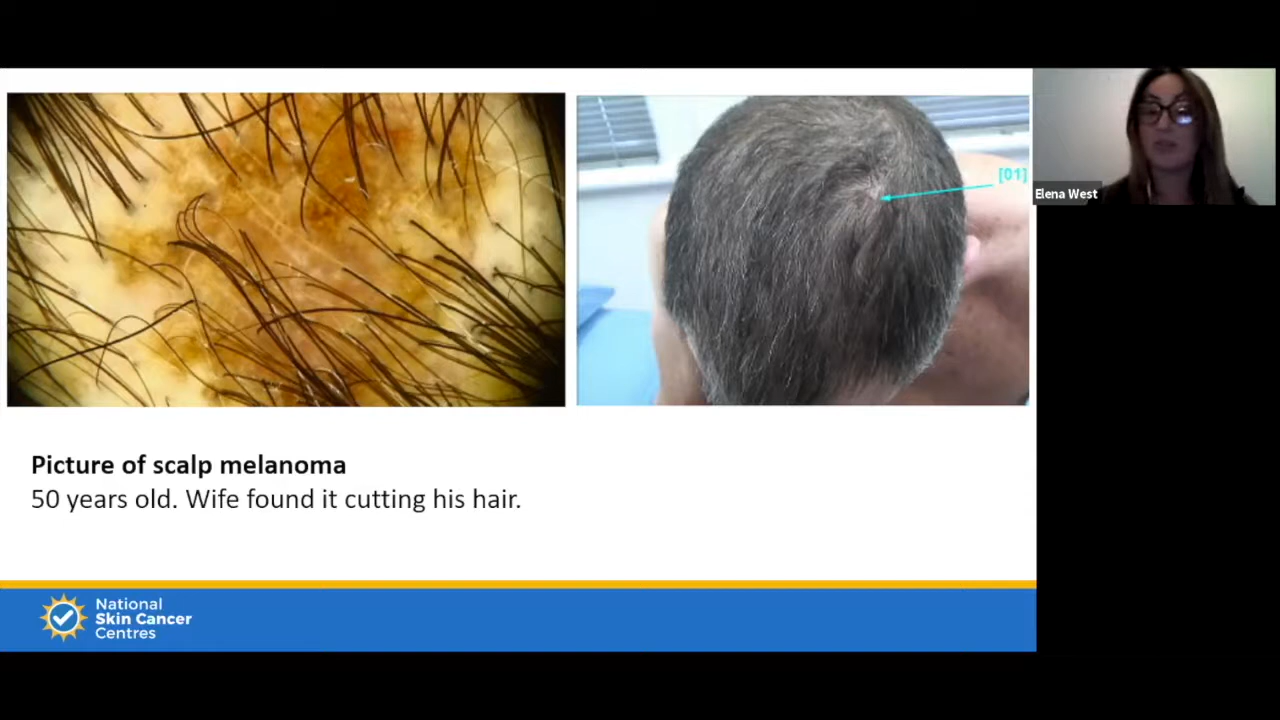 [01]
Elena West
Picture of scalp melanoma
50 years old. Wife found it cutting his hair.
National
Skin Cancer
Centres